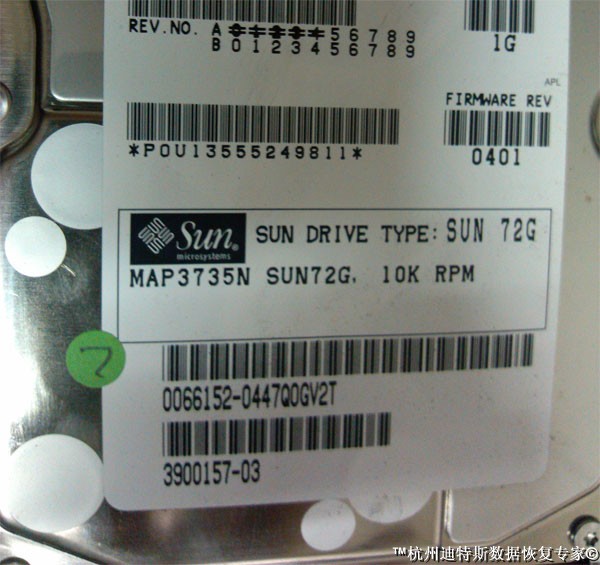 REV.NO. A 0 1 2 3 4 5 6 7 8 9
B 0 1 2 3 4 5 6 7 8 9
1G
APL
FIRMWARE REV
0401
*P0U13555249811*
Sun microsystems
SUN DRIVE TYPE: SUN 72G
MAP3735N SUN72G, 10K RPM
0066152-0447Q0GV2T
3900157-03
™杭州迪特斯数据恢复专家©